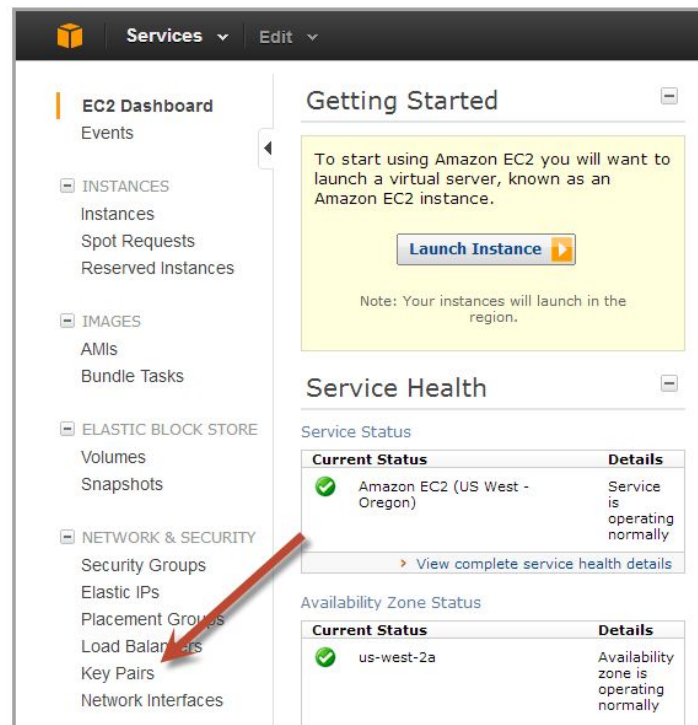 Services Edit
EC2 Dashboard
Events
INSTANCES
Instances
Spot Requests
Reserved Instances
IMAGES
AMIs
Bundle Tasks
ELASTIC BLOCK STORE
Volumes
Snapshots
NETWORK & SECURITY
Security Groups
Elastic IPs
Placement Groups
Load Balancers
Key Pairs
Network Interfaces
Getting Started
To start using Amazon EC2 you will want to
launch a virtual server, known as an
Amazon EC2 instance.
Launch Instance
Note: Your instances will launch in the
region.
Service Health
Service Status
Current Status Details
Amazon EC2 (US West - Service
Oregon) is
operating
normally
View complete service health details
Availability Zone Status
Current Status Details
us-west-2a Availability
zone is
operating
normally